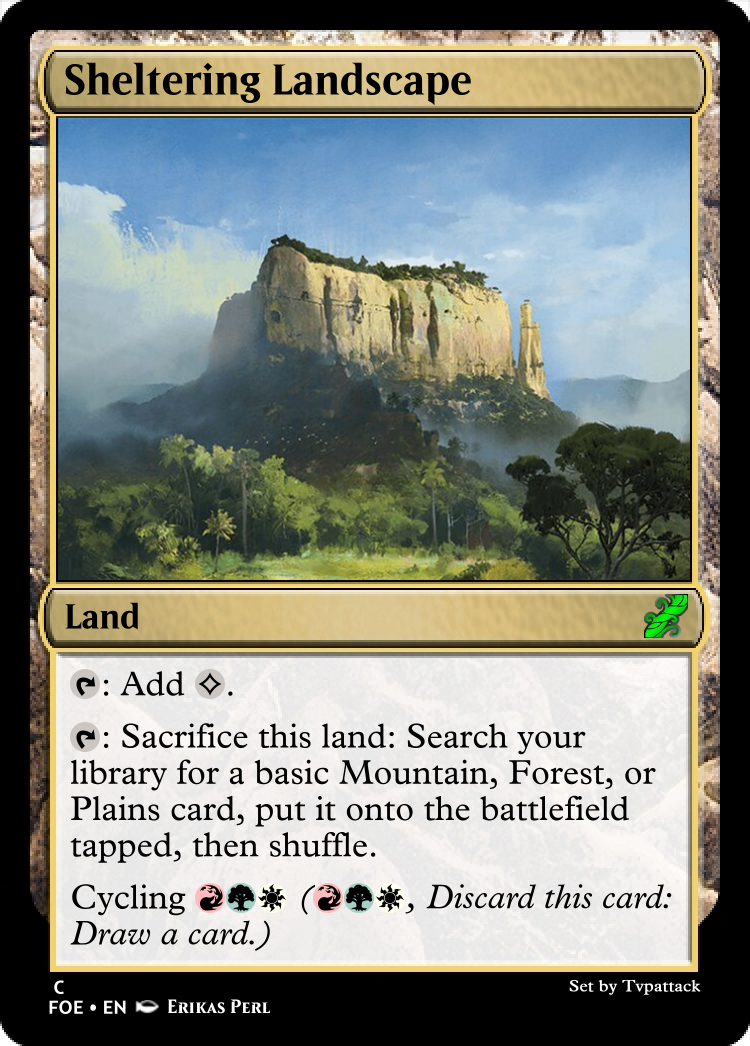 Sheltering Landscape
Land
: Add .
: Sacrifice this land: Search your
library for a basic Mountain, Forest, or
Plains card, put it onto the battlefield
tapped, then shuffle.
Cycling (, Discard this card:
Draw a card.)
C
FOE • EN Erikas Perl
Set by Tvpattack